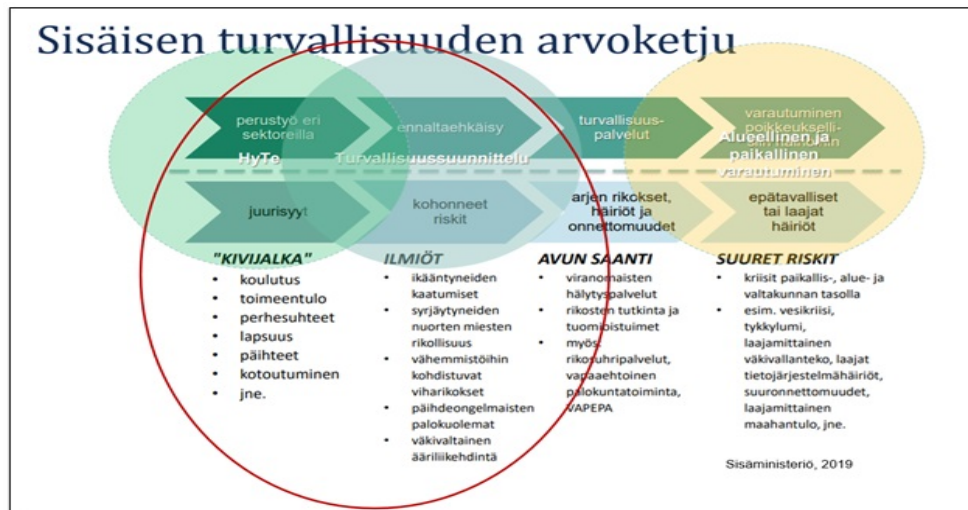 Sisäisen turvallisuuden arvoketju
perustyö eri
sektoreilla
HyTe
ennaltaehkäisy
Turvallisuussuunnittelu
turvallisuus-
palvelut
varautuminen
poikkeukselli-
siin
Alueellinen ja
paikallinen
varautuminen
juurisyyt
kohonneet
riskit
arjen rikokset,
häiriöt ja
onnettomuudet
epätavalliset
tai laajat
häiriöt
"KIVIJALKA"
• koulutus
• toimeentulo
• perhesuhteet
• lapsuus
• päihteet
• kotoutuminen
• jne.
ILMIÖT
• ikääntyneiden
kaatumiset
• syrjäytyneiden
nuorten miesten
rikollisuus
• vähemmistöihin
kohdistuvat
viharikokset
• päihdeongelmaisten
palokuolemat
• väkivaltainen
ääriliikehdintä
AVUN SAANTI
• viranomaisten
hälytyspalvelut
• rikosten tutkinta ja
tuomioistuimet
• myös:
rikosuhripalvelut,
vapaaehtoinen
palokuntatoiminta,
VAPEPA
SUURET RISKIT
• kriisit paikallis-, alue- ja
valtakunnan tasolla
• esim. vesikriisi,
tykkylumi,
laajamittainen
väkivallanteko, laajat
tietojärjestelmähäiriöt,
suuronnettomuudet,
laajamittainen
maahantulo, jne.
Sisäministeriö, 2019